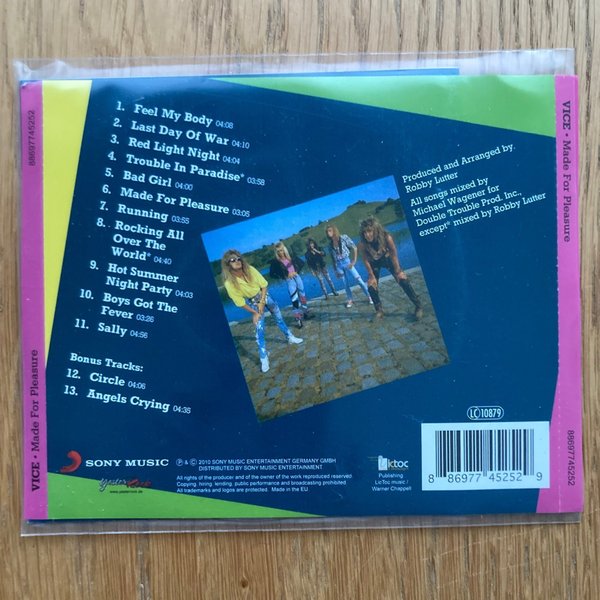 1. Feel My Body 04:08
2. Last Day Of War 04:10
3. Red Light Night 04:04
4. Trouble In Paradise* 03:58
5. Bad Girl 04:00
6. Made For Pleasure 03:05
7. Running 03:55
8. Rocking All
Over The
World* 04:40
9. Hot Summer
Night Party 04:03
10. Boys Got The
Fever 03:26
11. Sally 04:56
Bonus Tracks:
12. Circle 04:06
13. Angels Crying 04:35
Produced and Arranged by.
Robby Lutter
All songs mixed by
Michael Wagener for
Double Trouble Prod. Inc.,
except* mixed by Robby Lutter
SONY MUSIC
℗ & © 2010 SONY MUSIC ENTERTAINMENT GERMANY GMBH
DISTRIBUTED BY SONY MUSIC ENTERTAINMENT
www.yesterrock.de
All rights of the producer and of the owner of the work reproduced reserved.
Copying, hiring, lending, public performance and broadcasting prohibited.
All trademarks and logos are protected. Made in the EU.
Lictoc
Publishing
LicToc music /
Warner Chappell
LC 10879
8 86977 45252 9
88697745252
VICE • Made For Pleasure
VICE • Made For Pleasure
88697745252